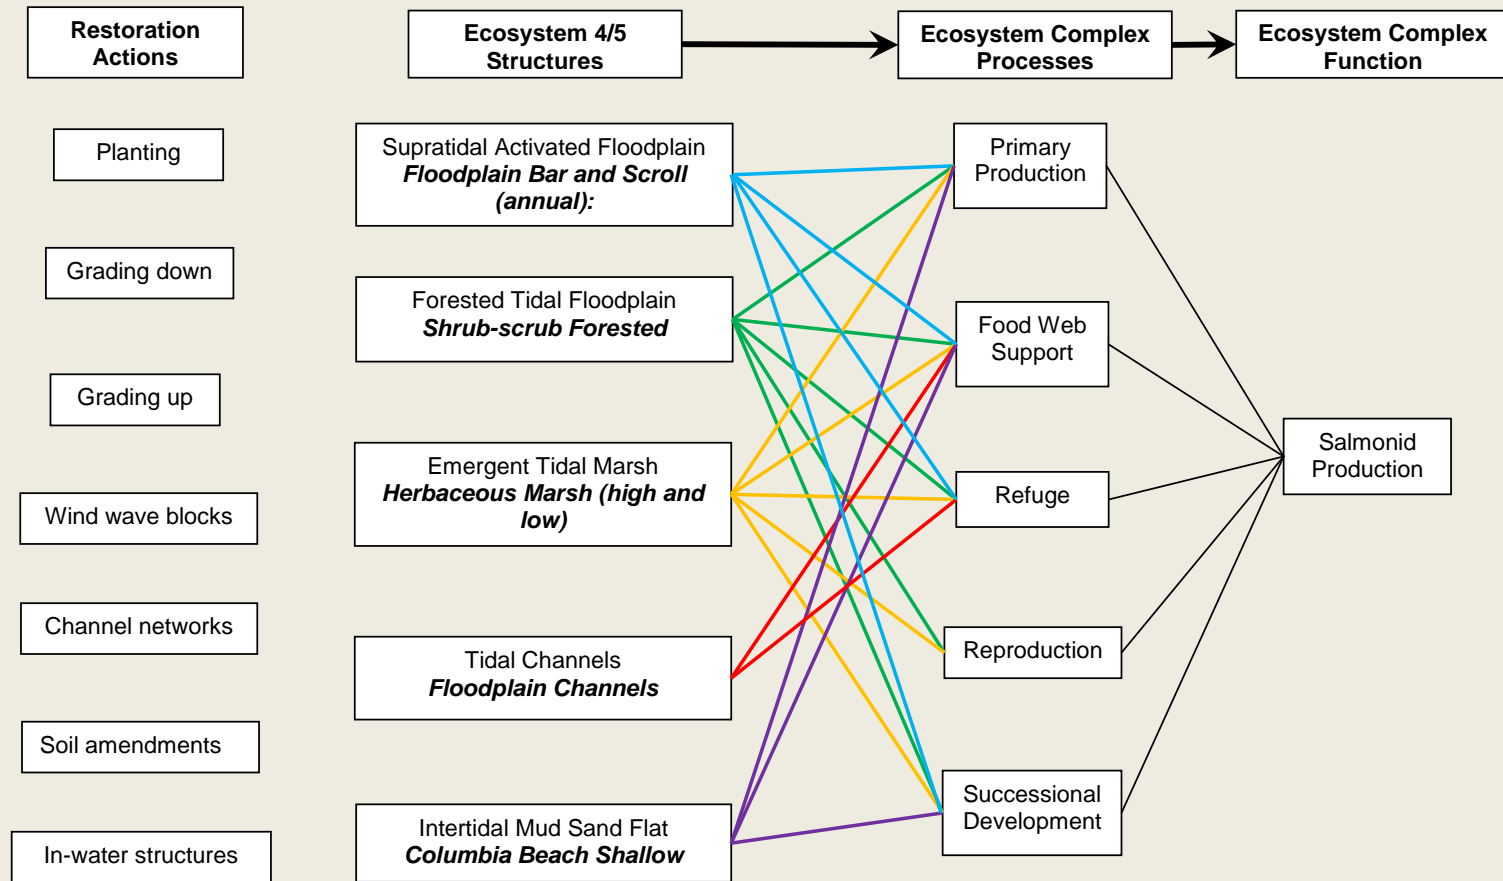 Restoration
Actions
Ecosystem 4/5
Structures
Ecosystem Complex
Processes
Ecosystem Complex
Function
Planting
Grading down
Grading up
Wind wave blocks
Channel networks
Soil amendments
In-water structures
Supratidal Activated Floodplain
Floodplain Bar and Scroll
(annual):
Forested Tidal Floodplain
Shrub-scrub Forested
Emergent Tidal Marsh
Herbaceous Marsh (high and
low)
Tidal Channels
Floodplain Channels
Intertidal Mud Sand Flat
Columbia Beach Shallow
Primary
Production
Food Web
Support
Refuge
Reproduction
Successional
Development
Salmonid
Production